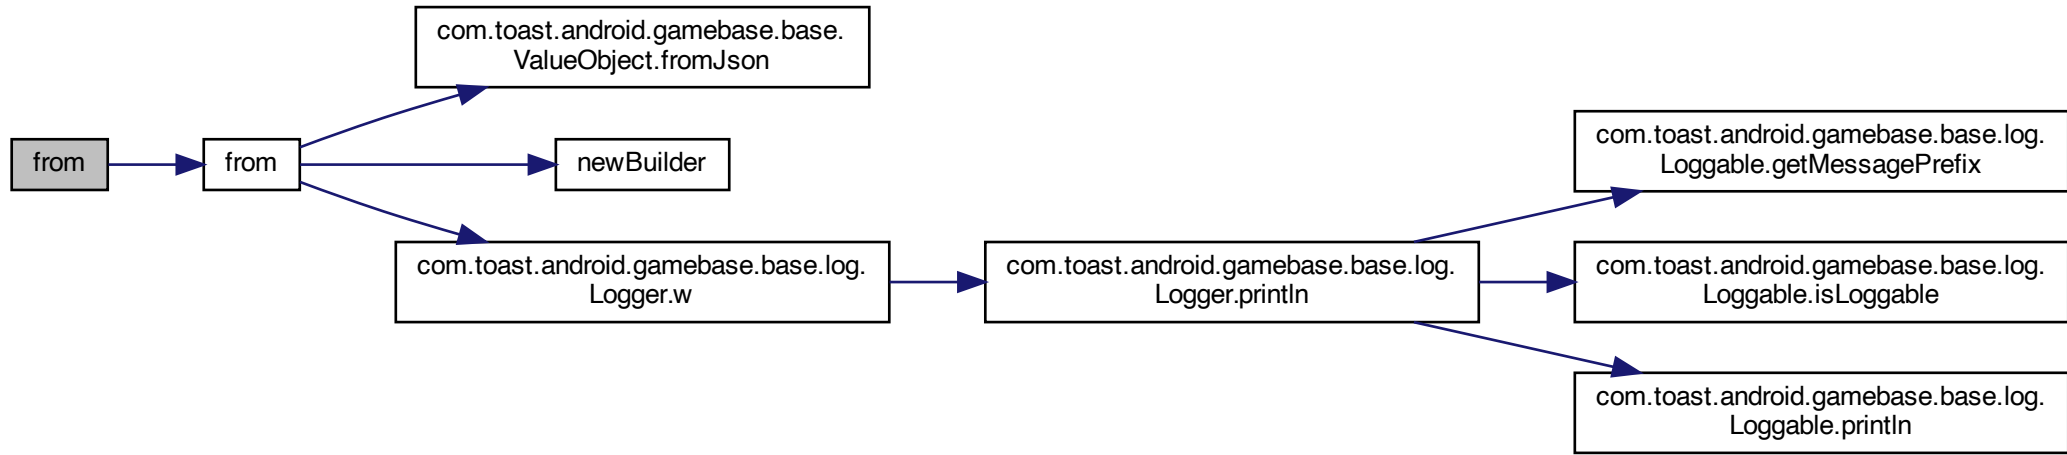 from
from
com.toast.android.gamebase.base.
ValueObject.fromJson
newBuilder
com.toast.android.gamebase.base.log.
Logger.w
com.toast.android.gamebase.base.log.
Logger.println
com.toast.android.gamebase.base.log.
Loggable.getMessagePrefix
com.toast.android.gamebase.base.log.
Loggable.isLoggable
com.toast.android.gamebase.base.log.
Loggable.println